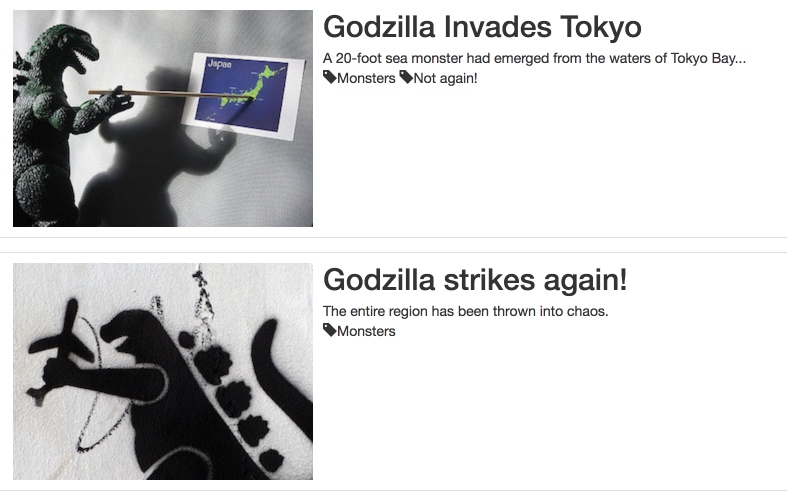 Japan
Godzilla Invades Tokyo
A 20-foot sea monster had emerged from the waters of Tokyo Bay...
Monsters Not again!
Godzilla strikes again!
The entire region has been thrown into chaos.
Monsters